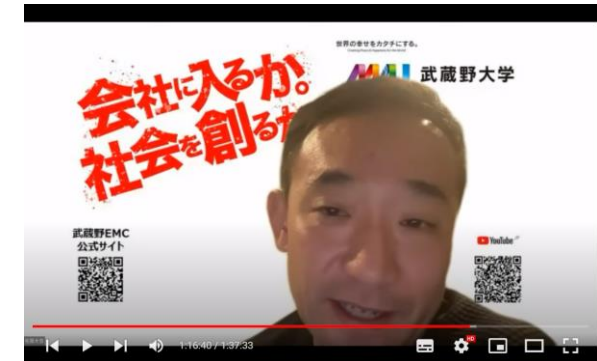 世界の幸せをカタチにする。
武蔵野大学
会社に入るか。
社会を創るか
武蔵野EMC
公式サイト
YouTube
1:16:40 / 1:37:33
HD